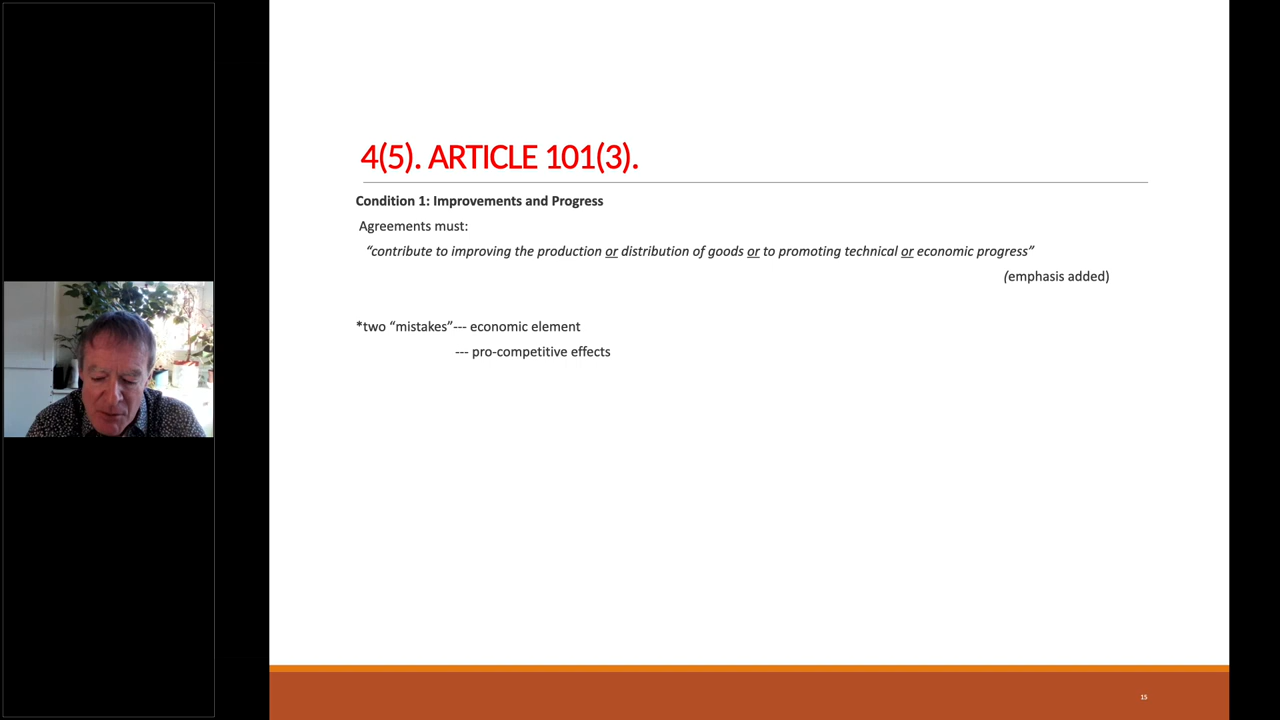 4(5). ARTICLE 101(3).
Condition 1: Improvements and Progress
Agreements must:
“contribute to improving the production or distribution of goods or to promoting technical or economic progress”
(emphasis added)
*two “mistakes”--- economic element
--- pro-competitive effects
15